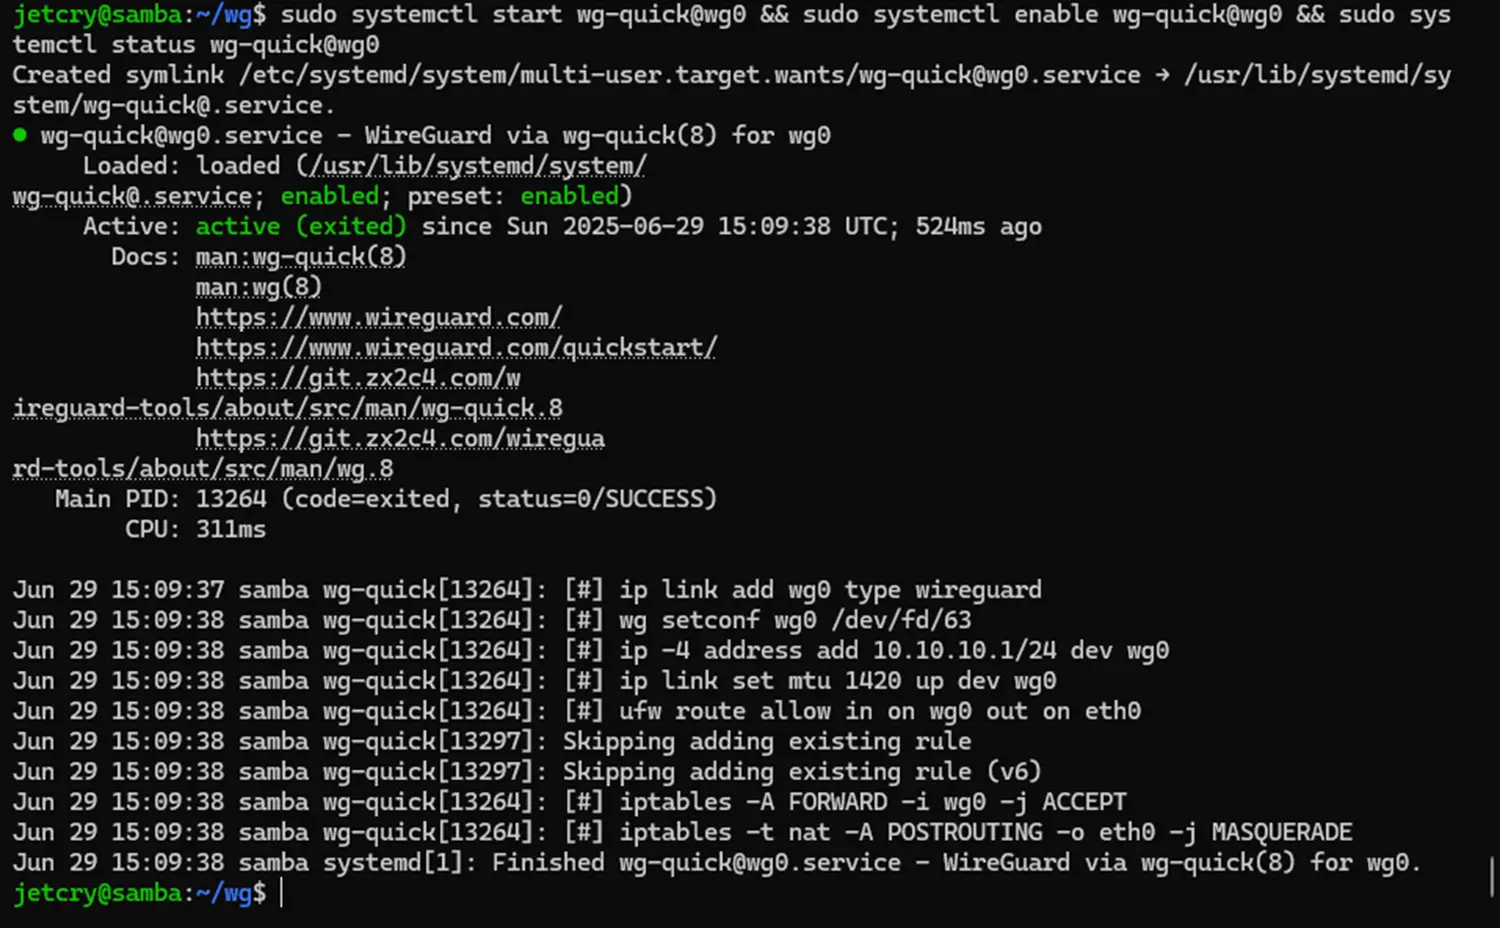 jetcry@samba:~/wg$ sudo systemctl start wg-quick@wg0 && sudo systemctl enable wg-quick@wg0 && sudo sys
temctl status wg-quick@wg0
Created symlink /etc/systemd/system/multi-user.target.wants/wg-quick@wg0.service → /usr/lib/systemd/sy
stem/wg-quick@.service.
● wg-quick@wg0.service - WireGuard via wg-quick(8) for wg0
     Loaded: loaded (/usr/lib/systemd/system/
wg-quick@.service; enabled; preset: enabled)
     Active: active (exited) since Sun 2025-06-29 15:09:38 UTC; 524ms ago
       Docs: man:wg-quick(8)
             man:wg(8)
             https://www.wireguard.com/
             https://www.wireguard.com/quickstart/
             https://git.zx2c4.com/w
ireguard-tools/about/src/man/wg-quick.8
             https://git.zx2c4.com/wiregua
rd-tools/about/src/man/wg.8
   Main PID: 13264 (code=exited, status=0/SUCCESS)
        CPU: 311ms

Jun 29 15:09:37 samba wg-quick[13264]: [#] ip link add wg0 type wireguard
Jun 29 15:09:38 samba wg-quick[13264]: [#] wg setconf wg0 /dev/fd/63
Jun 29 15:09:38 samba wg-quick[13264]: [#] ip -4 address add 10.10.10.1/24 dev wg0
Jun 29 15:09:38 samba wg-quick[13264]: [#] ip link set mtu 1420 up dev wg0
Jun 29 15:09:38 samba wg-quick[13264]: [#] ufw route allow in on wg0 out on eth0
Jun 29 15:09:38 samba wg-quick[13297]: Skipping adding existing rule
Jun 29 15:09:38 samba wg-quick[13297]: Skipping adding existing rule (v6)
Jun 29 15:09:38 samba wg-quick[13264]: [#] iptables -A FORWARD -i wg0 -j ACCEPT
Jun 29 15:09:38 samba wg-quick[13264]: [#] iptables -t nat -A POSTROUTING -o eth0 -j MASQUERADE
Jun 29 15:09:38 samba systemd[1]: Finished wg-quick@wg0.service - WireGuard via wg-quick(8) for wg0.
jetcry@samba:~/wg$